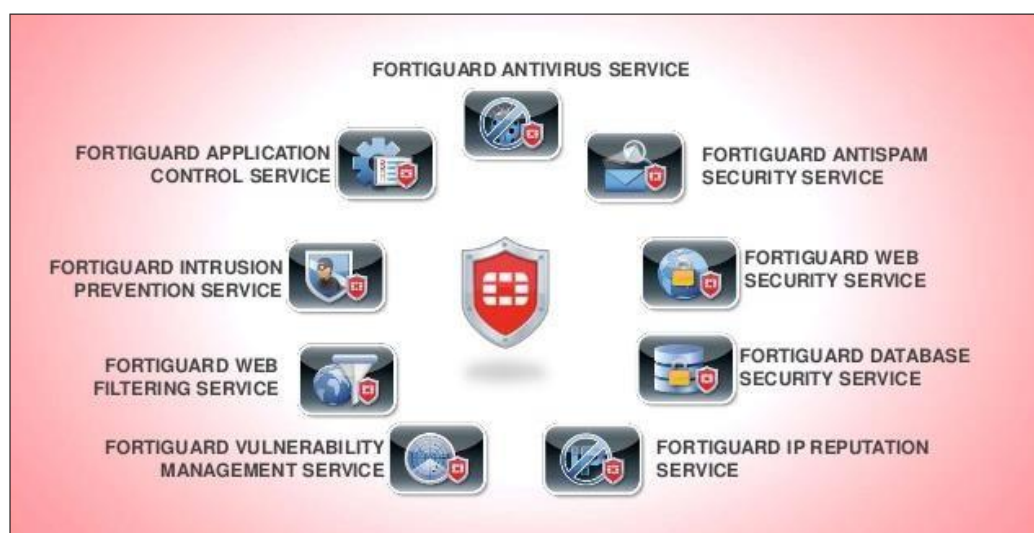 FORTIGUARD ANTIVIRUS SERVICE
FORTIGUARD APPLICATION
CONTROL SERVICE
FORTIGUARD ANTISPAM
SECURITY SERVICE
FORTIGUARD INTRUSION
PREVENTION SERVICE
FORTIGUARD WEB
SECURITY SERVICE
FORTIGUARD WEB
FILTERING SERVICE
FORTIGUARD DATABASE
SECURITY SERVICE
FORTIGUARD VULNERABILITY
MANAGEMENT SERVICE
IP
FORTIGUARD IP REPUTATION
SERVICE